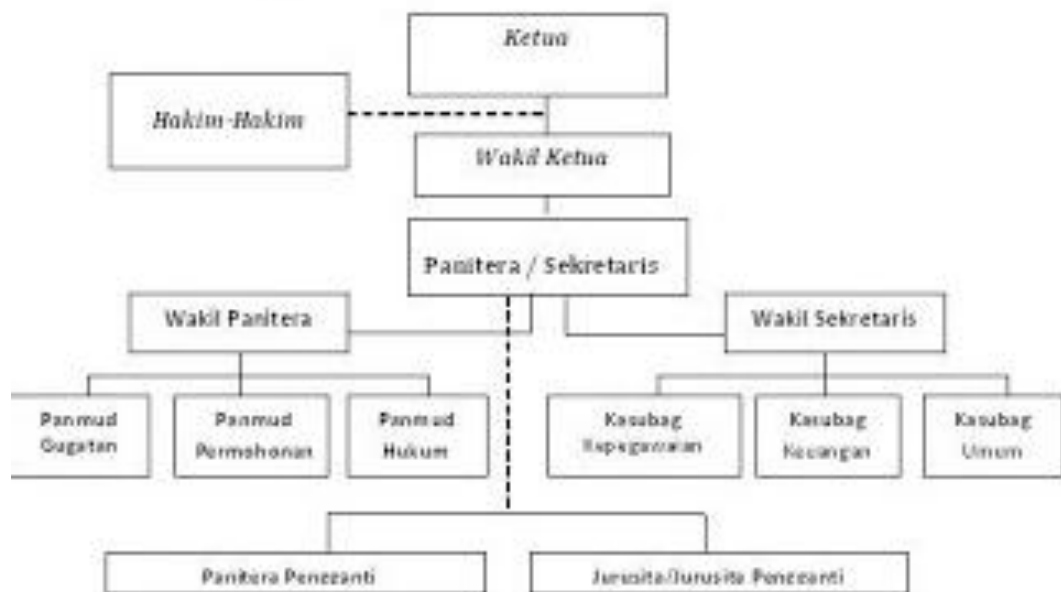 Ketua
Hakim-Hakim
Wakil Ketua
Panitera / Sekretaris
Wakil Panitera
Wakil Sekretaris
Panmud
Gugatan
Panmud
Permohonan
Panmud
Hukum
Kasubag
Kepegawaian
Kasubag
Keuangan
Kasubag
Umum
Panitera Pengganti
Jurusita/Jurusita Pengganti